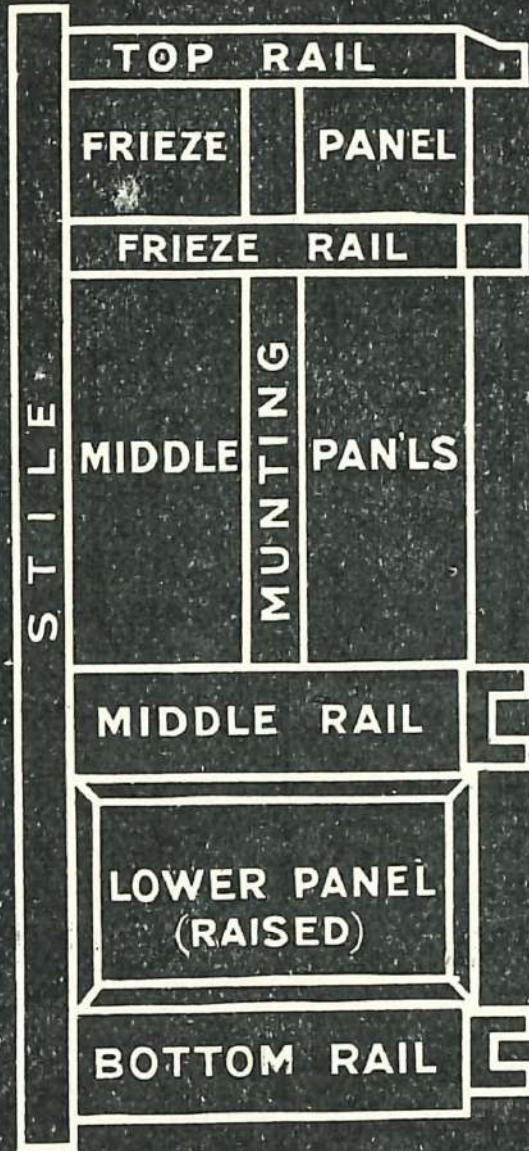 TOP RAIL
FRIEZE PANEL
FRIEZE RAIL
STILE
MIDDLE PAN'LS
MUNTING
MIDDLE RAIL
LOWER PANEL
(RAISED)
BOTTOM RAIL